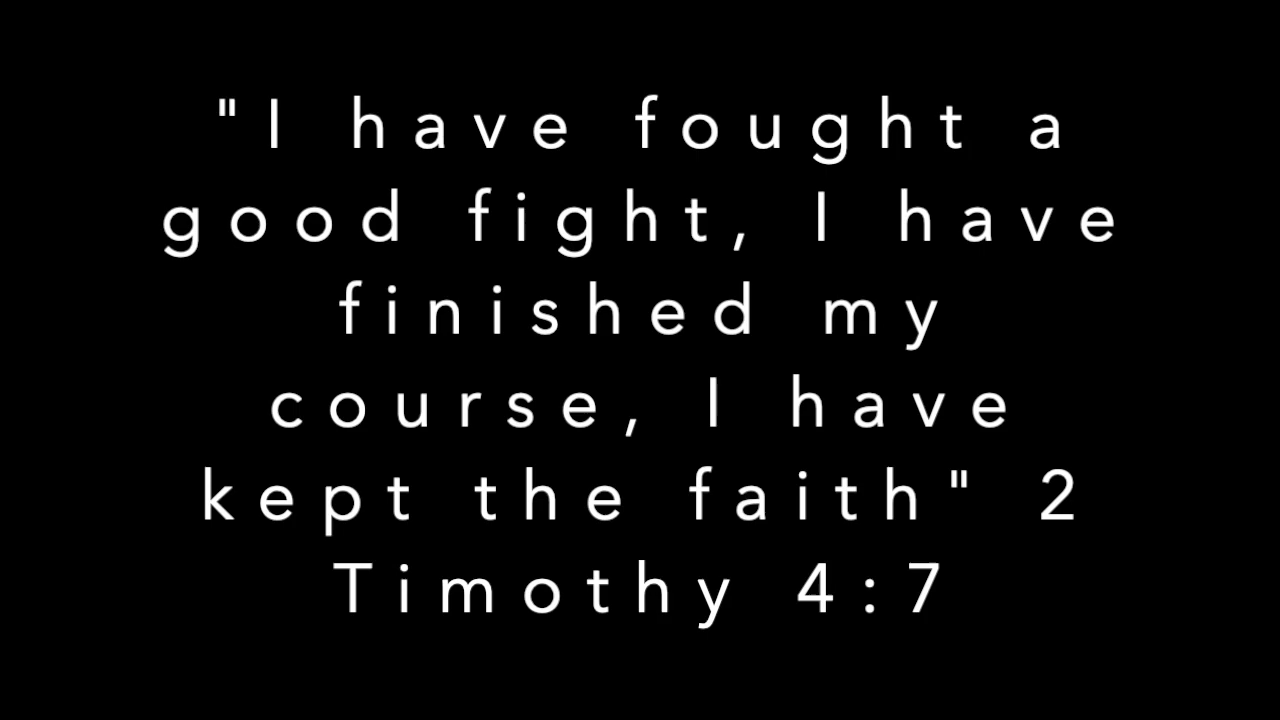 "I have fought a
good fight, I have
finished my
course, I have
kept the faith" 2
Timothy 4:7